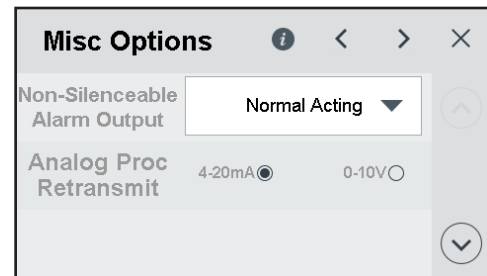 Misc Options
Non-Silenceable
Alarm Output
Normal Acting
Analog Proc
Retransmit
4-20mA
0-10V